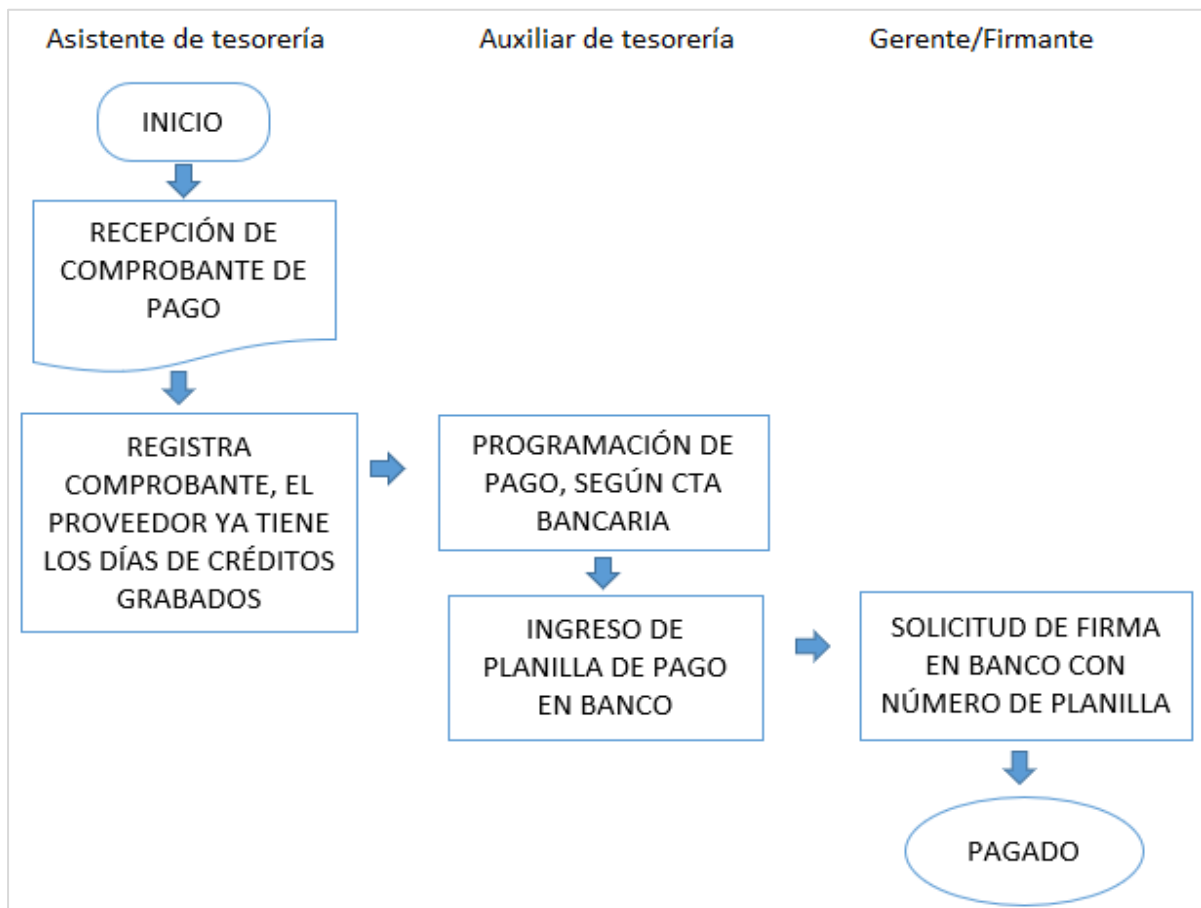 Asistente de tesorería
Auxiliar de tesorería
Gerente/Firmante
INICIO
RECEPCIÓN DE
COMPROBANTE DE
PAGO
REGISTRA
COMPROBANTE, EL
PROVEEDOR YA TIENE
LOS DÍAS DE CRÉDITOS
GRABADOS
PROGRAMACIÓN DE
PAGO, SEGÚN CTA
BANCARIA
INGRESO DE
PLANILLA DE PAGO
EN BANCO
SOLICITUD DE FIRMA
EN BANCO CON
NÚMERO DE PLANILLA
PAGADO